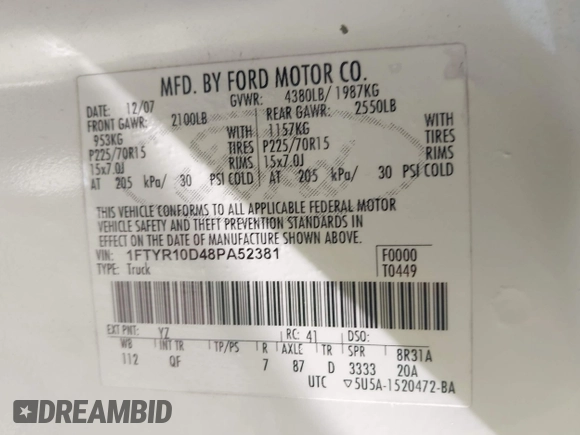 MFD. BY FORD MOTOR CO.
DATE: 12/07 GVWR: 4380LB/ 1987KG
FRONT GAWR: 2100LB REAR GAWR: 2550LB
953KG WITH 1157KG WITH
P225/70R15 TIRES P225/70R15 TIRES
15x7.0J RIMS 15x7.0J RIMS
AT 205 kPa/ 30 PSI COLD AT 205 kPa/ 30 PSI COLD
THIS VEHICLE CONFORMS TO ALL APPLICABLE FEDERAL MOTOR
VEHICLE SAFETY AND THEFT PREVENTION STANDARDS IN
EFFECT ON THE DATE OF MANUFACTURE SHOWN ABOVE.
VIN: 1FTYR10D48PA52381 F0000
TYPE: Truck T0449
EXT PNT: YZ RC: 41 DSO:
WB INT TR TP/PS R AXLE TR SPR 8R31A
112 QF 7 87 D 3333 20A
UTC ▽5U5A-1520472-BA
DREAMBID